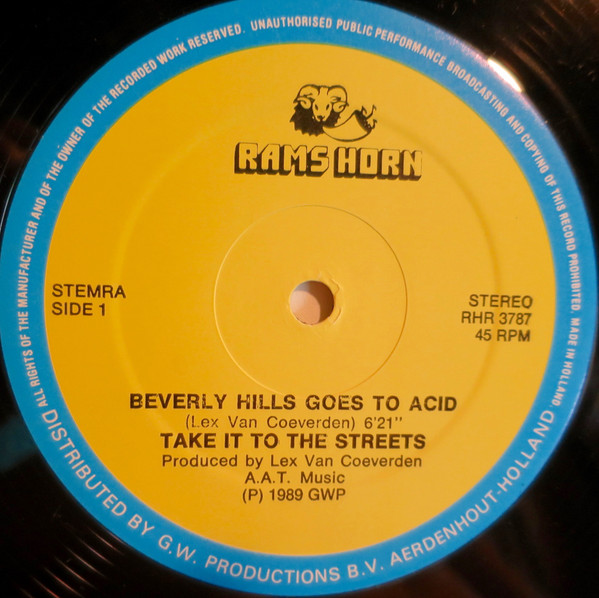 ALL RIGHTS OF THE MANUFACTURER AND OF THE OWNER OF THE RECORDED WORK RESERVED. UNAUTHORISED PUBLIC PERFORMANCE BROADCASTING AND COPYING OF THIS RECORD PROHIBITED. MADE IN HOLLAND
RAMS HORN
STEMRA
SIDE 1
STEREO
RHR 3787
45 RPM
BEVERLY HILLS GOES TO ACID
(Lex Van Coeverden) 6'21"
TAKE IT TO THE STREETS
Produced by Lex Van Coeverden
A.A.T. Music
(P) 1989 GWP
DISTRIBUTED BY G.W. PRODUCTIONS B.V. AERDENHOUT-HOLLAND